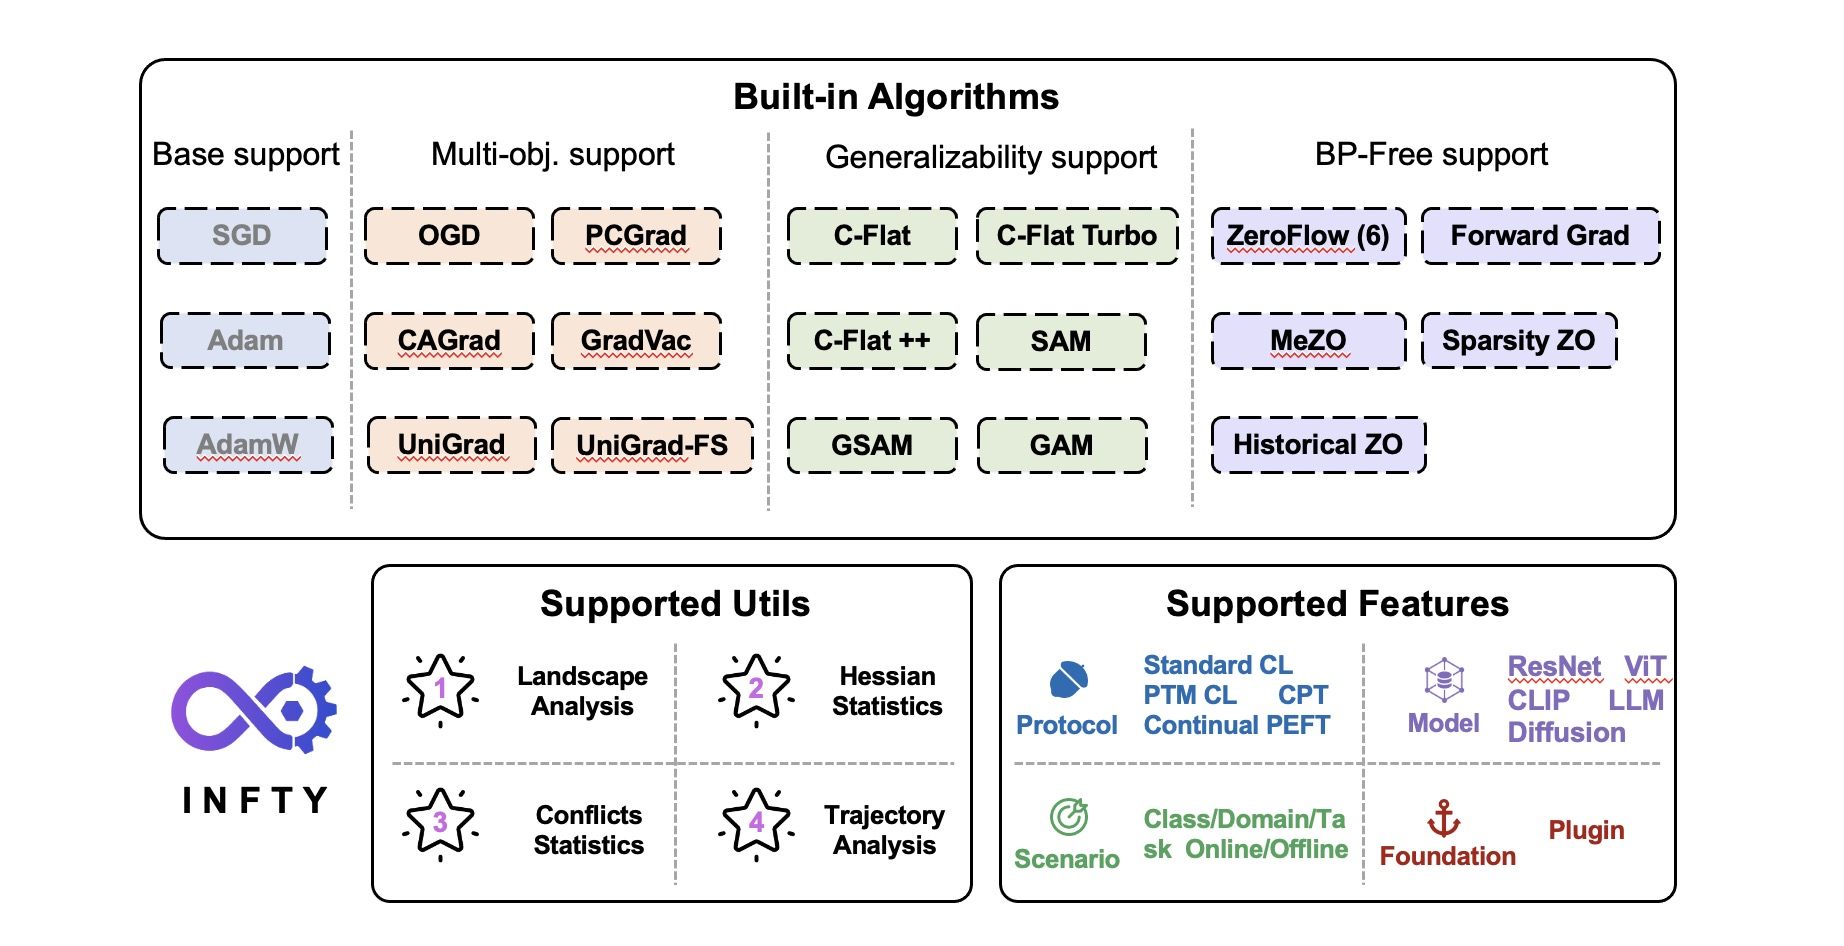 Built-in Algorithms
Base support
Multi-obj. support
Generalizability support
BP-Free support
SGD
OGD
PCGrad
C-Flat
C-Flat Turbo
ZeroFlow (6)
Forward Grad
Adam
CAGrad
GradVac
C-Flat ++
SAM
MeZO
Sparsity ZO
AdamW
UniGrad
UniGrad-FS
GSAM
GAM
Historical ZO
INFTY
Supported Utils
1
Landscape
Analysis
2
Hessian
Statistics
3
Conflicts
Statistics
4
Trajectory
Analysis
Supported Features
Protocol
Standard CL
PTM CL CPT
Continual PEFT
Model
ResNet ViT
CLIP LLM
Diffusion
Scenario
Class/Domain/Ta
sk Online/Offline
Foundation
Plugin